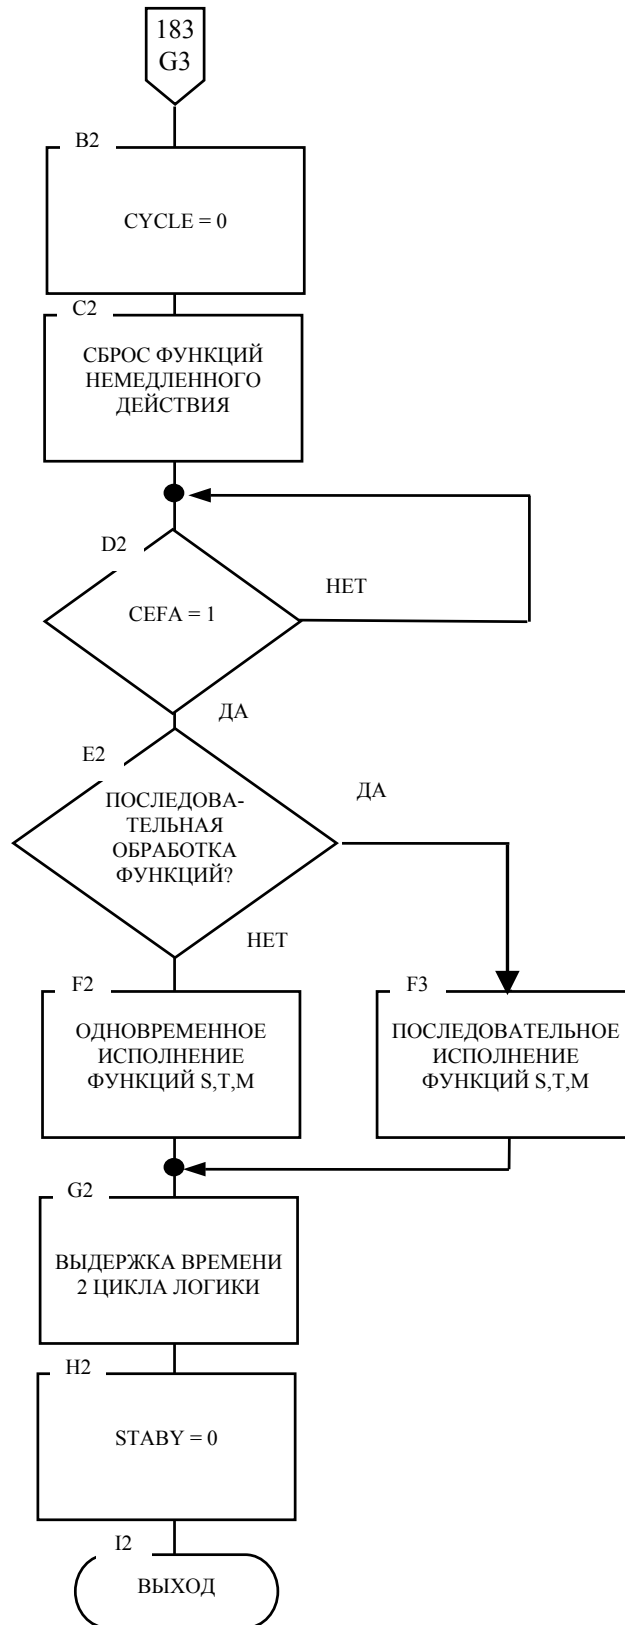 183
G3
B2
CYCLE = 0
C2
СБРОС ФУНКЦИЙ
НЕМЕДЛЕННОГО
ДЕЙСТВИЯ
D2
CEFA = 1
НЕТ
ДА
E2
ПОСЛЕДОВА-
ТЕЛЬНАЯ
ОБРАБОТКА
ФУНКЦИЙ?
ДА
НЕТ
F2
ОДНОВРЕМЕННОЕ
ИСПОЛНЕНИЕ
ФУНКЦИЙ S,T,M
F3
ПОСЛЕДОВАТЕЛЬНОЕ
ИСПОЛНЕНИЕ
ФУНКЦИЙ S,T,M
G2
ВЫДЕРЖКА ВРЕМЕНИ
2 ЦИКЛА ЛОГИКИ
H2
STABY = 0
I2
ВЫХОД